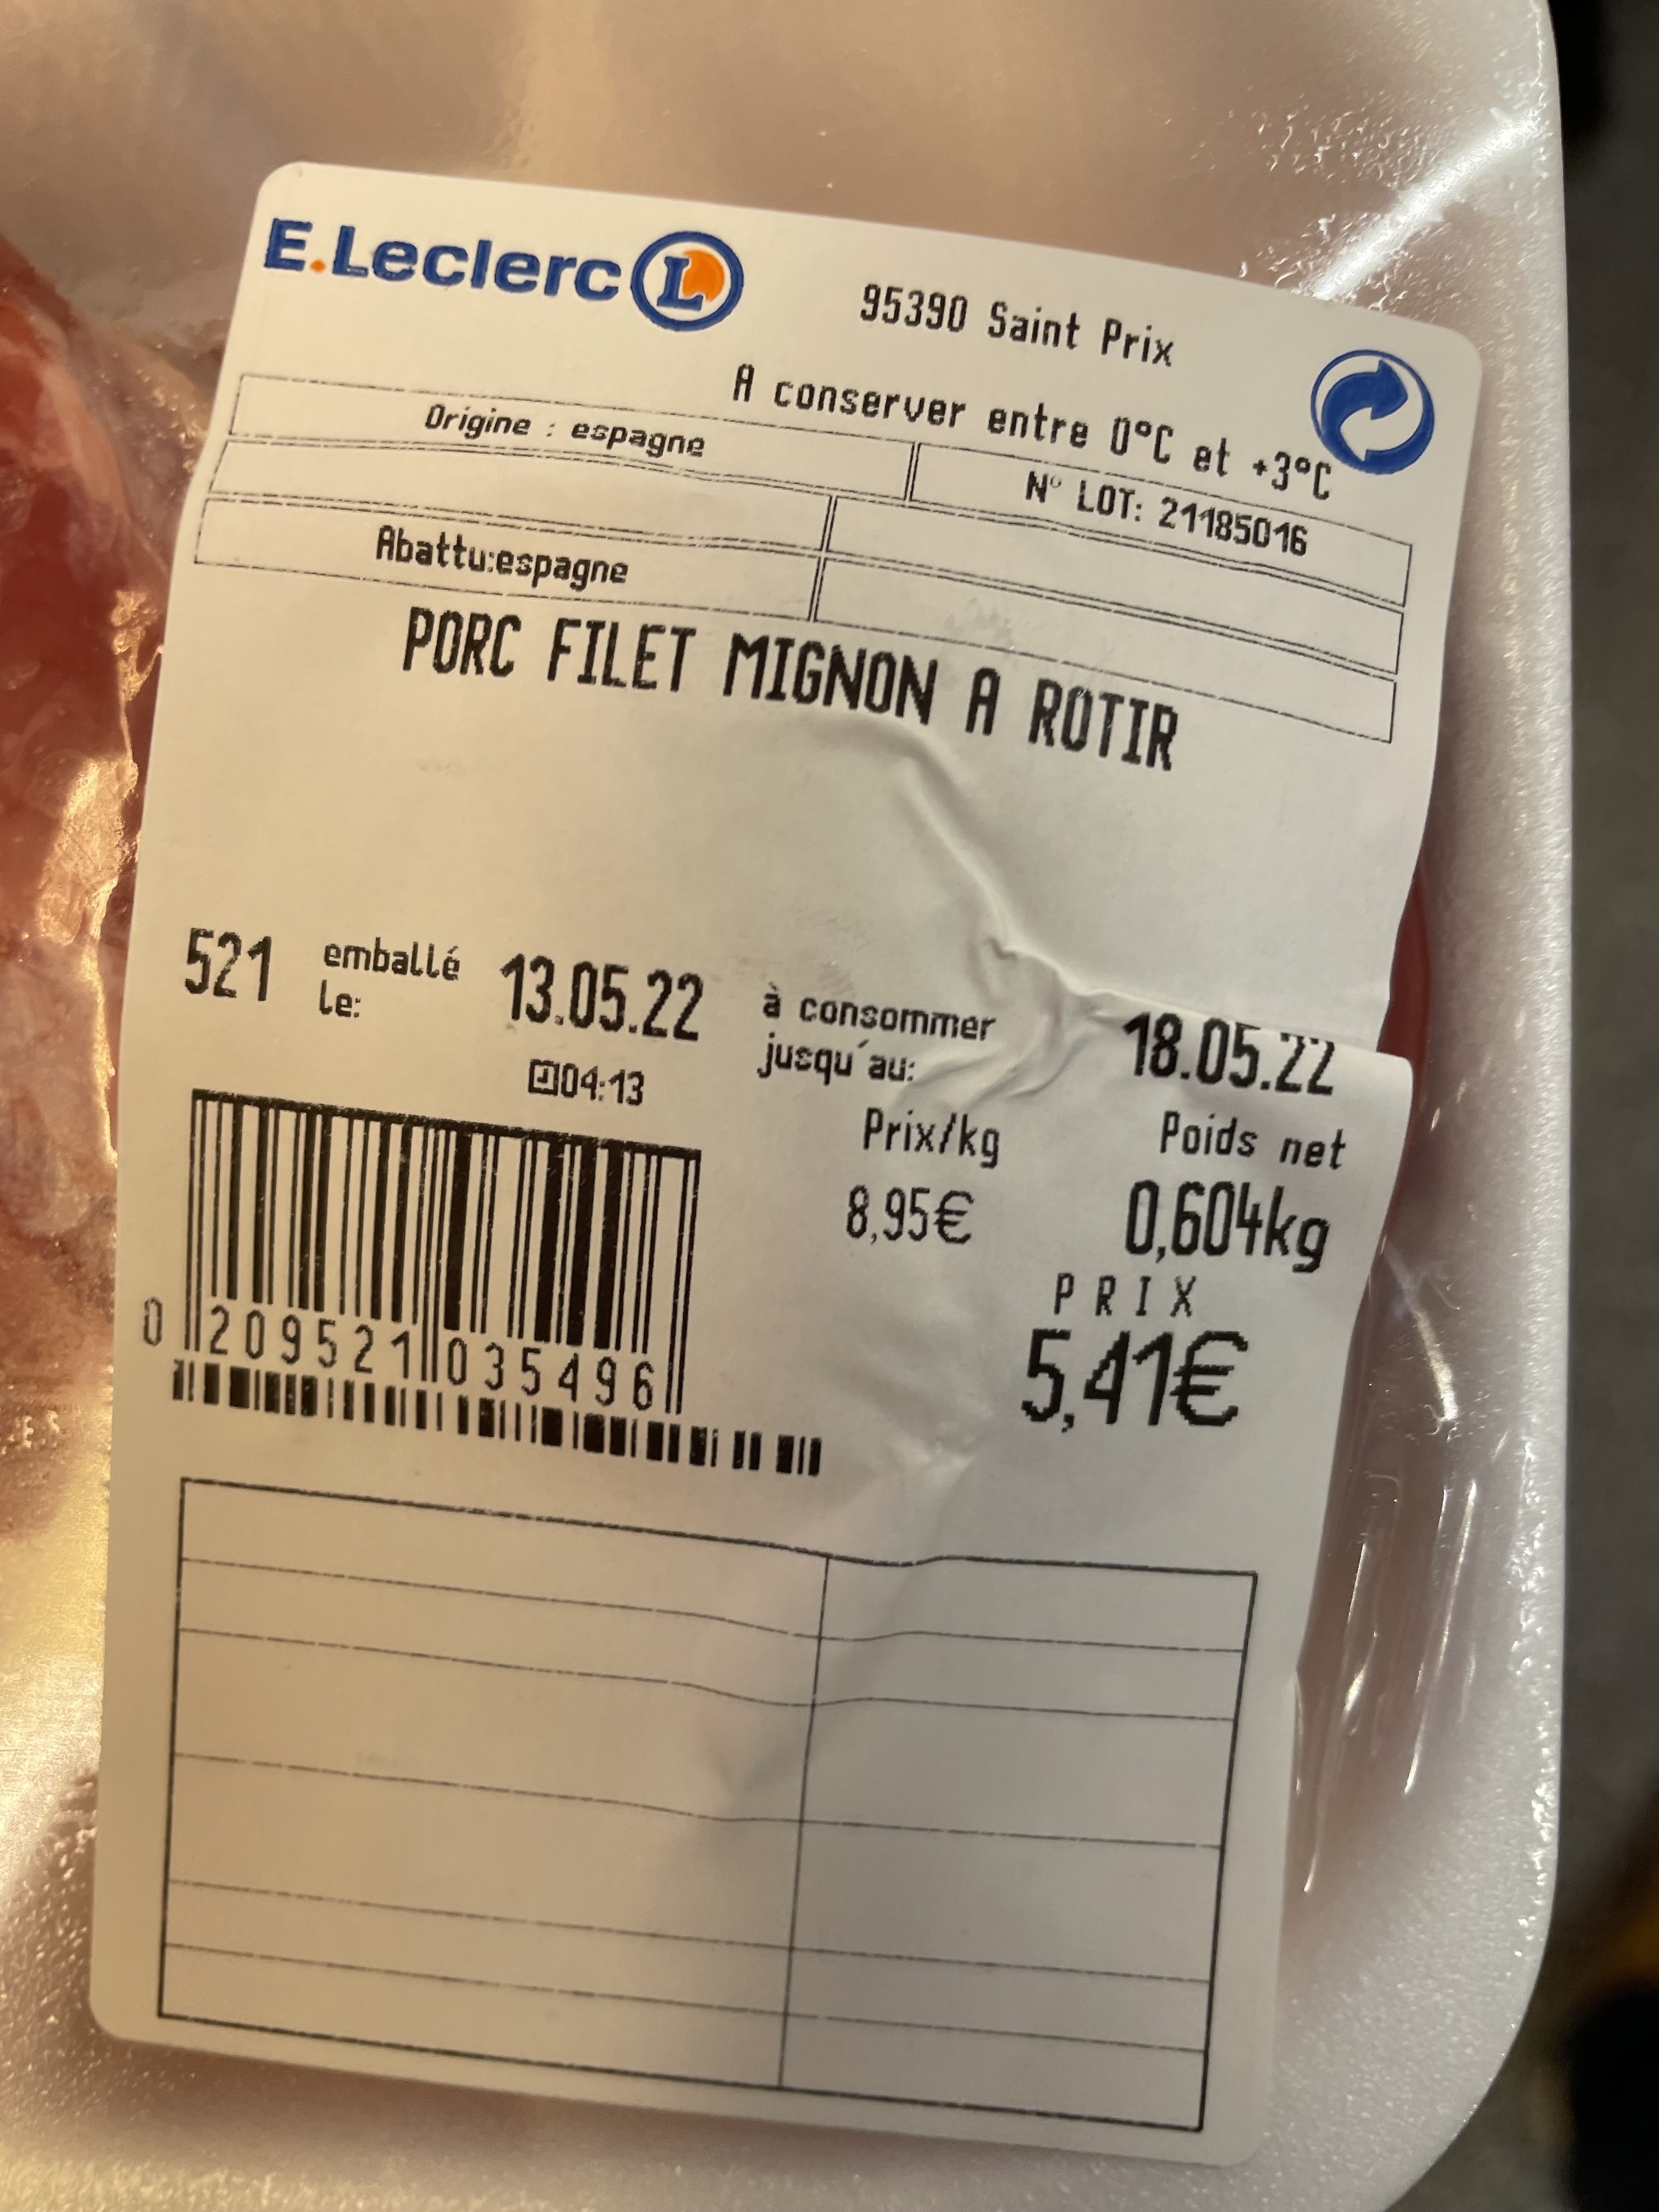 E.Leclerc L
95390 Saint Prix
A conserver entre 0°C et +3°C
Origine : espagne
N° LOT: 21185016
Abattu:espagne
PORC FILET MIGNON A ROTIR
521 emballé le: 13.05.22 à consommer jusqu'au: 18.05.22
04:13
Prix/kg Poids net
8,95€ 0,604kg
PRIX
5,41€
0 209521 035496